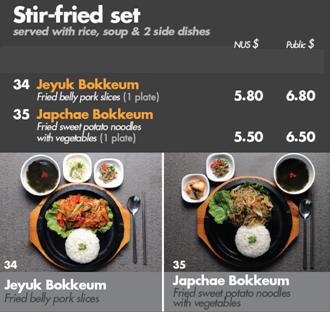 Stir-fried set
served with rice, soup & 2 side dishes
NUS $ Public $
34 Jeyuk Bokkeum
Fried belly pork slices (1 plate) 5.80 6.80
35 Japchae Bokkeum
Fried sweet potato noodles
with vegetables (1 plate) 5.50 6.50
34
Jeyuk Bokkeum
Fried belly pork slices
35
Japchae Bokkeum
Fried sweet potato noodles
with vegetables